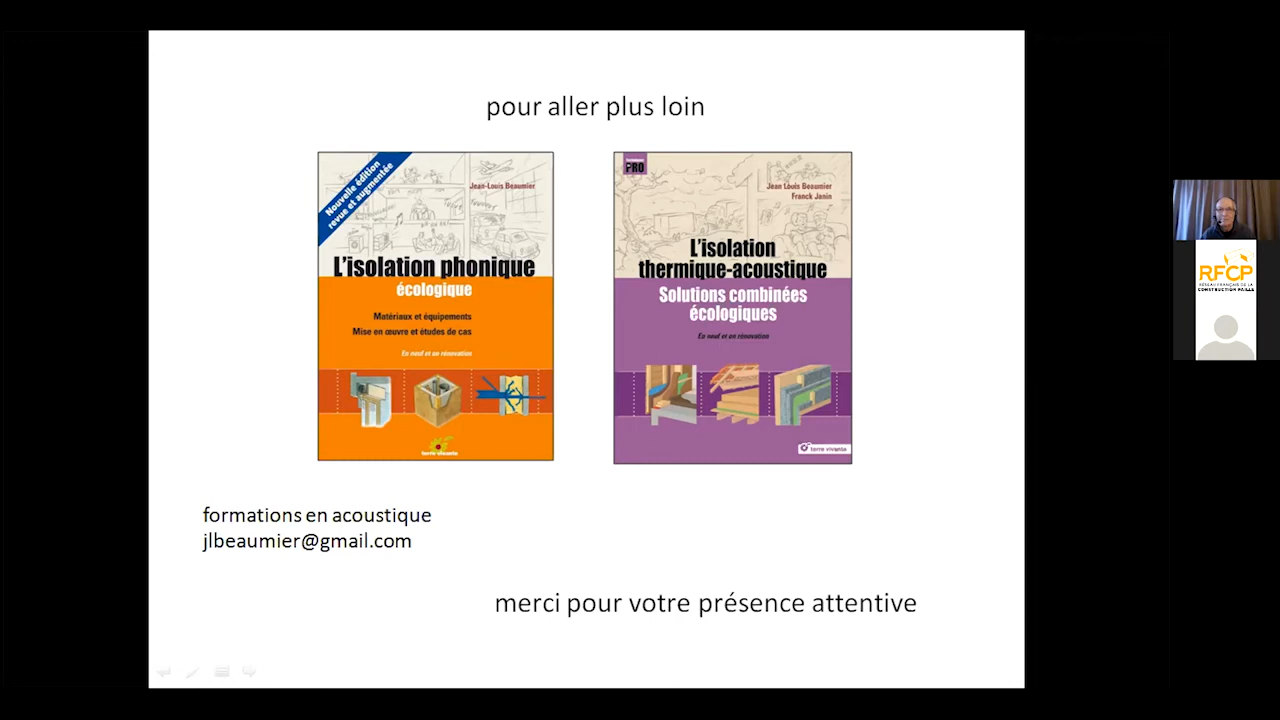 pour aller plus loin
Nouvelle édition
revue et augmentée
Jean-Louis Beaumier
L'isolation phonique
écologique
Matériaux et équipements
Mise en œuvre et études de cas
En neuf et en rénovation
terre vivante
PRO
Jean Louis Beaumier
Franck Janin
L'isolation
thermique-acoustique
Solutions combinées
écologiques
En neuf et en rénovation
terre vivante
formations en acoustique
jlbeaumier@gmail.com
merci pour votre présence attentive
RFCP
RÉSEAU FRANÇAIS DE LA
CONSTRUCTION PAILLE